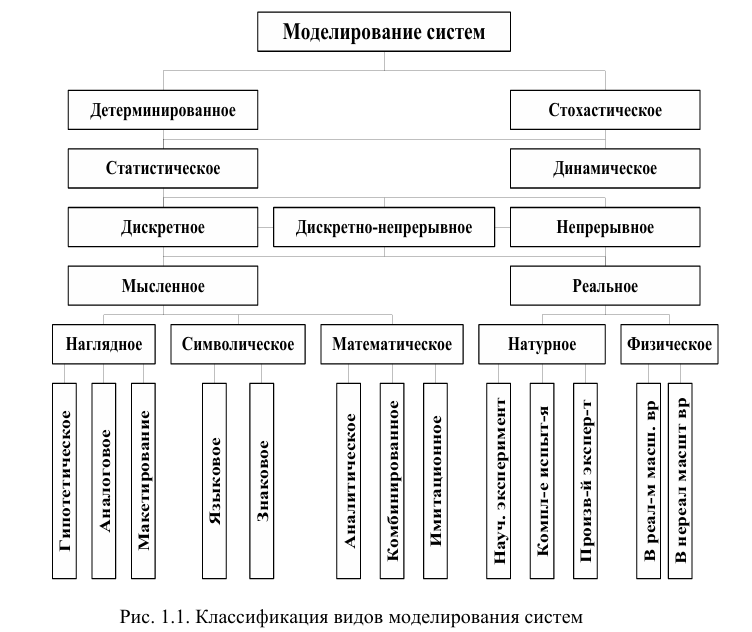 Моделирование систем
Детерминированное
Стохастическое
Статистическое
Динамическое
Дискретное
Дискретно-непрерывное
Непрерывное
Мысленное
Реальное
Наглядное
Символическое
Математическое
Натурное
Физическое
Гипотетическое
Аналоговое
Макетирование
Языковое
Знаковое
Аналитическое
Комбинированное
Имитационное
Науч. эксперимент
Компл-е испыт-я
Произв-й экспер-т
В реал-м масш. вр
В нереал масшт вр
Рис. 1.1. Классификация видов моделирования систем